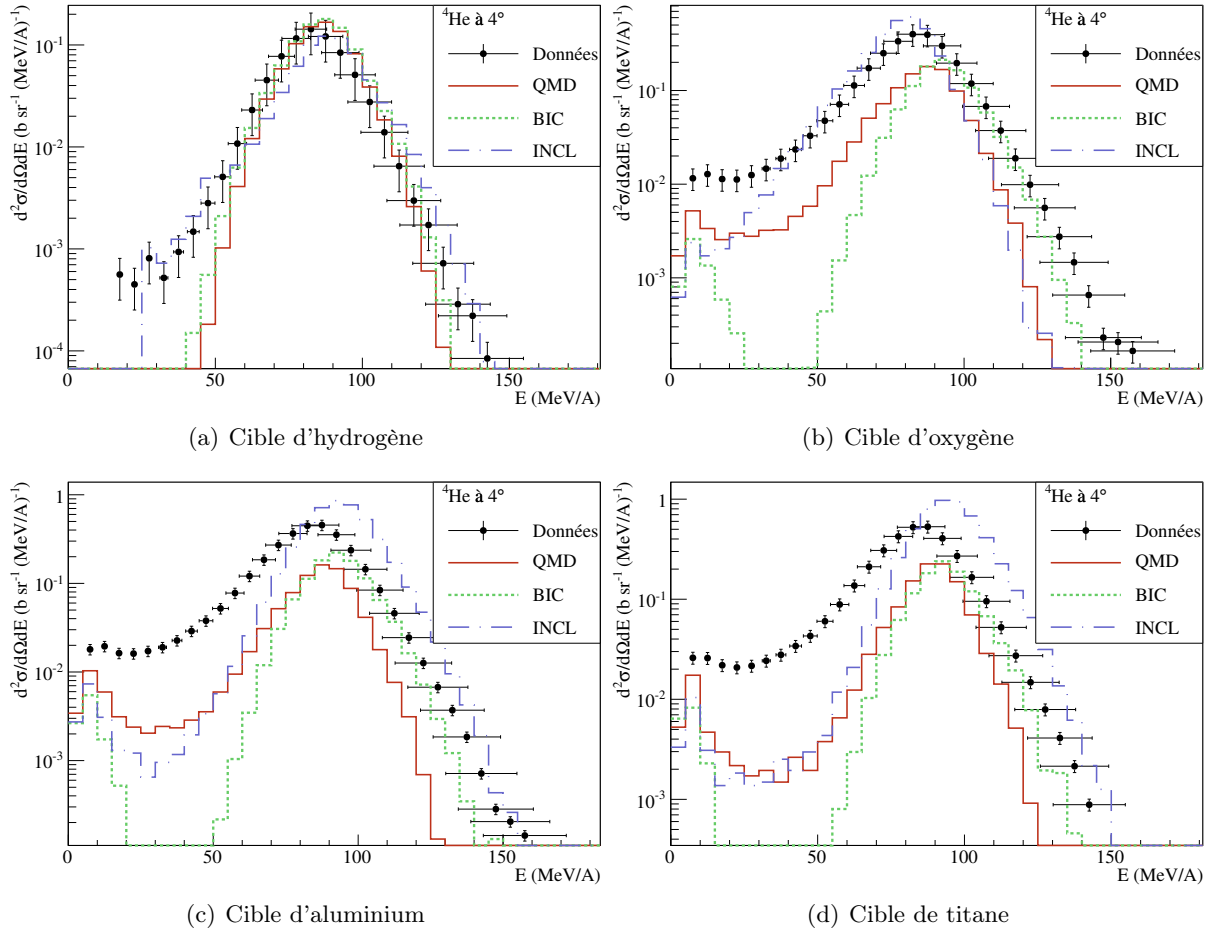 d²σ/dΩdE (b sr⁻¹ (MeV/A)⁻¹)
10⁻¹
10⁻²
10⁻³
10⁻⁴
0 50 100 150
E (MeV/A)
⁴He à 4°
Données
QMD
BIC
INCL
(a) Cible d'hydrogène
d²σ/dΩdE (b sr⁻¹ (MeV/A)⁻¹)
10⁻¹
10⁻²
10⁻³
0 50 100 150
E (MeV/A)
⁴He à 4°
Données
QMD
BIC
INCL
(b) Cible d'oxygène
d²σ/dΩdE (b sr⁻¹ (MeV/A)⁻¹)
1
10⁻¹
10⁻²
10⁻³
0 50 100 150
E (MeV/A)
⁴He à 4°
Données
QMD
BIC
INCL
(c) Cible d'aluminium
d²σ/dΩdE (b sr⁻¹ (MeV/A)⁻¹)
1
10⁻¹
10⁻²
10⁻³
0 50 100 150
E (MeV/A)
⁴He à 4°
Données
QMD
BIC
INCL
(d) Cible de titane